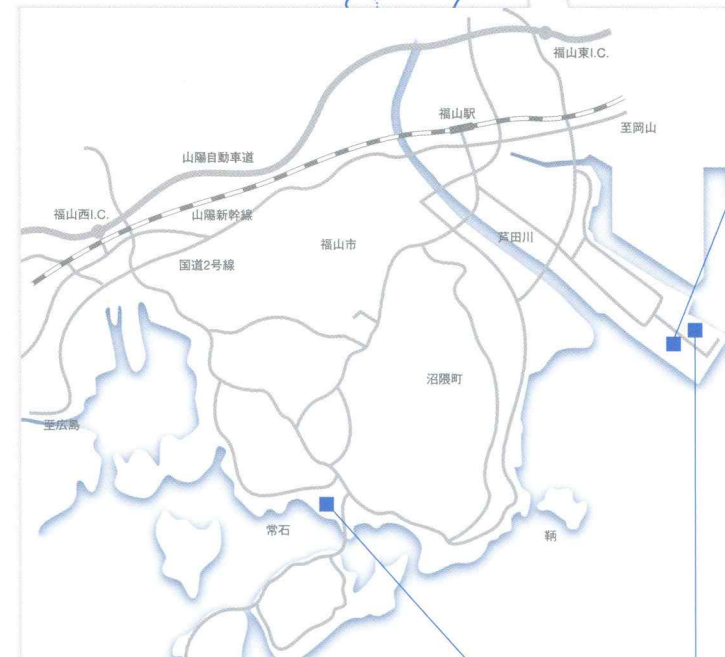 福山東I.C.
福山駅
至岡山
山陽自動車道
福山西I.C.
山陽新幹線
芦田川
福山市
国道2号線
沼隈町
至広島
常石
鞆